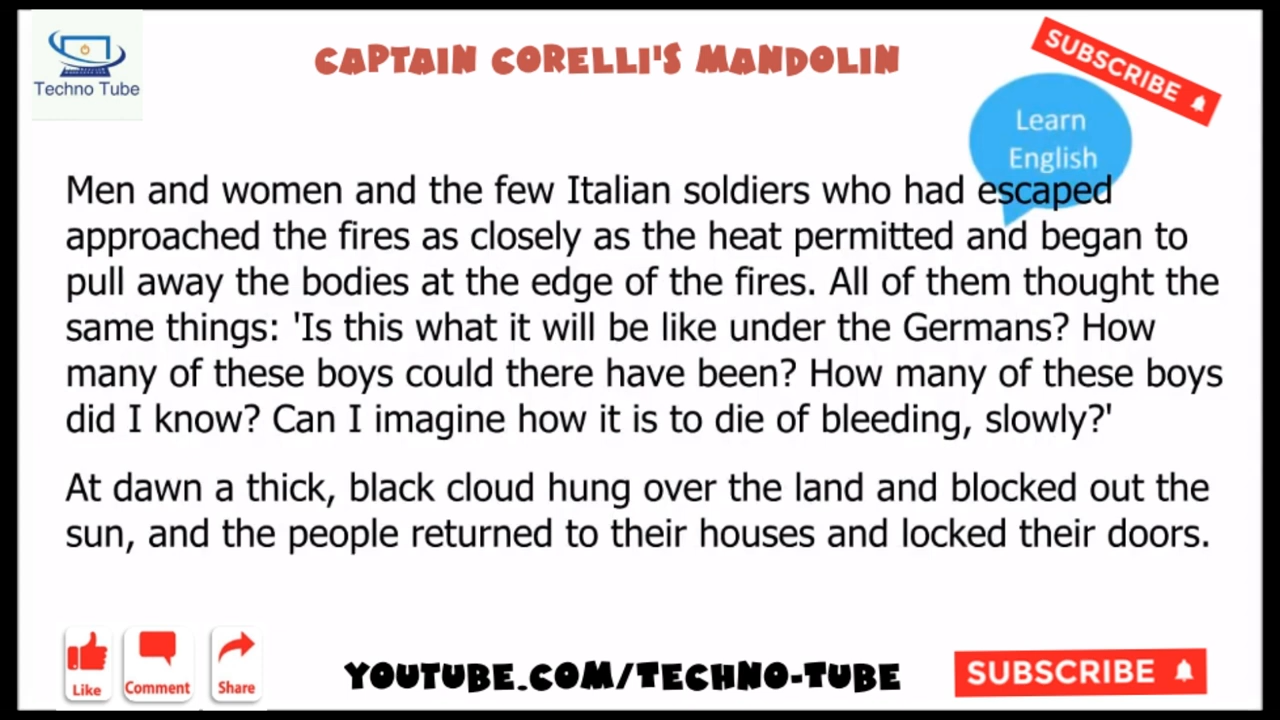 Techno Tube
CAPTAIN CORELLI'S MANDOLIN
SUBSCRIBE
Learn
English
Men and women and the few Italian soldiers who had escaped
approached the fires as closely as the heat permitted and began to
pull away the bodies at the edge of the fires. All of them thought the
same things: 'Is this what it will be like under the Germans? How
many of these boys could there have been? How many of these boys
did I know? Can I imagine how it is to die of bleeding, slowly?'
At dawn a thick, black cloud hung over the land and blocked out the
sun, and the people returned to their houses and locked their doors.
Like
Comment
Share
YOUTUBE.COM/TECHNO-TUBE
SUBSCRIBE